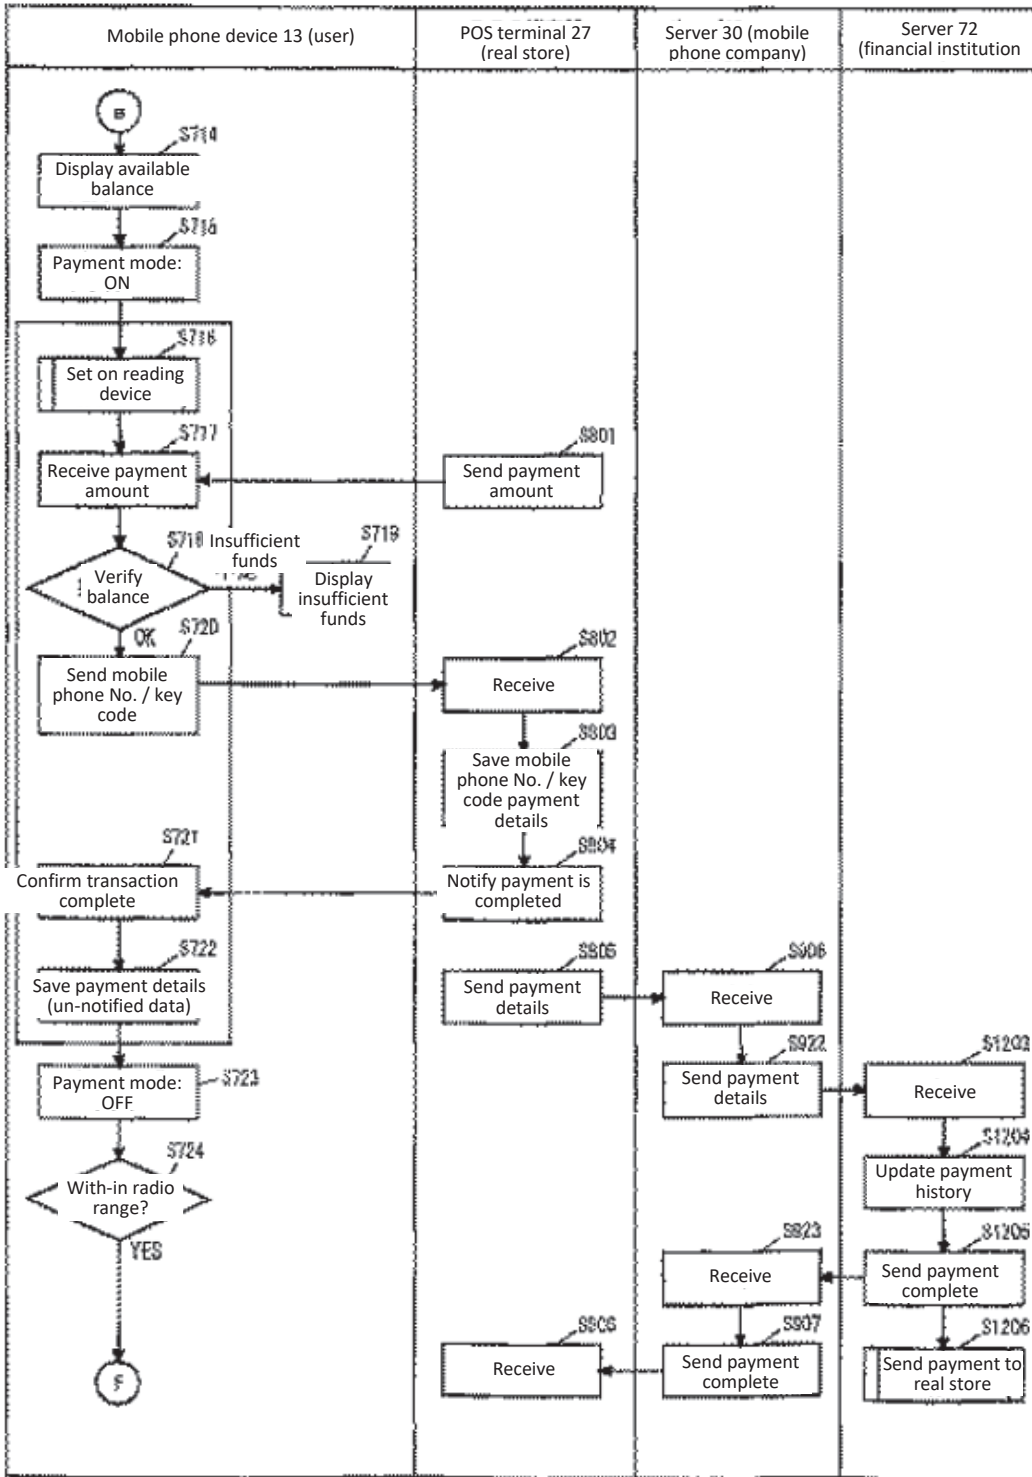 Mobile phone device 13 (user)
POS terminal 27
(real store)
Server 30 (mobile
phone company)
Server 72
(financial institution
S714
Display available
balance
S715
Payment mode:
ON
S716
Set on reading
device
S717
Receive payment
amount
S801
Send payment
amount
S718
Insufficient
funds
S719
Verify
balance
Display
insufficient
funds
OK
S720
Send mobile
phone No. / key
code
S802
Receive
S803
Save mobile
phone No. / key
code payment
details
S721
Confirm transaction
complete
S804
Notify payment is
completed
S722
Save payment details
(un-notified data)
S805
Send payment
details
S906
Receive
S922
Send payment
details
S1203
Receive
S723
Payment mode:
OFF
S724
With-in radio
range?
YES
S1204
Update payment
history
S1205
Send payment
complete
S923
Receive
S907
Send payment
complete
S806
Receive
S1206
Send payment to
real store
F